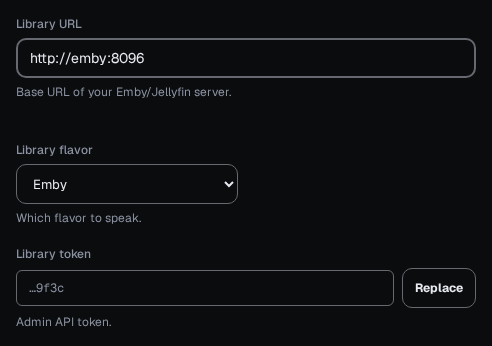 Library URL
http://emby:8096
Base URL of your Emby/Jellyfin server.
Library flavor
Emby
Which flavor to speak.
Library token
…9f3c
Replace
Admin API token.